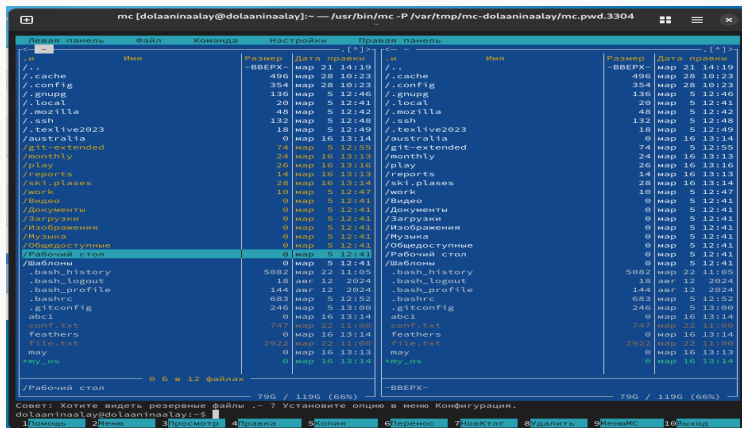 mc [dolaaninaalay@dolaaninaalay]:~ — /usr/bin/mc -P /var/tmp/mc-dolaaninaalay/mc.pwd.3304
Левая панель Файл Команда Настройки Правая панель
<— ~ —.[^]>
.и Имя Размер Дата правки
/.. -ВВЕРХ- мар 21 14:19
/.cache 496 мар 28 10:23
/.config 354 мар 28 10:23
/.gnupg 136 мар 5 12:46
/.local 20 мар 5 12:41
/.mozilla 48 мар 5 12:42
/.ssh 132 мар 5 12:48
/.texlive2023 18 мар 5 12:49
/australia 0 мар 16 13:14
/git-extended 74 мар 5 12:55
/monthly 24 мар 16 13:13
/play 26 мар 16 13:16
/reports 14 мар 16 13:13
/ski.plases 28 мар 16 13:14
/work 10 мар 5 12:47
/Видео 0 мар 5 12:41
/Документы 0 мар 5 12:41
/Загрузки 0 мар 5 12:41
/Изображения 0 мар 5 12:41
/Музыка 0 мар 5 12:41
/Общедоступные 0 мар 5 12:41
/Рабочий стол 0 мар 5 12:41
/Шаблоны 0 мар 5 12:41
.bash_history 5082 мар 22 11:05
.bash_logout 18 авг 12 2024
.bash_profile 144 авг 12 2024
.bashrc 683 мар 5 12:52
.gitconfig 246 мар 5 13:00
abc1 0 мар 16 13:14
conf.txt 747 мар 22 11:00
feathers 0 мар 16 13:14
file.txt 2922 мар 22 11:00
may 0 мар 16 13:13
*my_os 0 мар 16 13:14
0 Б в 12 файлах
/Рабочий стол
79G / 119G (66%)
<— ~ —.[^]>
.и Имя Размер Дата правки
/.. -ВВЕРХ- мар 21 14:19
/.cache 496 мар 28 10:23
/.config 354 мар 28 10:23
/.gnupg 136 мар 5 12:46
/.local 20 мар 5 12:41
/.mozilla 48 мар 5 12:42
/.ssh 132 мар 5 12:48
/.texlive2023 18 мар 5 12:49
/australia 0 мар 16 13:14
/git-extended 74 мар 5 12:55
/monthly 24 мар 16 13:13
/play 26 мар 16 13:16
/reports 14 мар 16 13:13
/ski.plases 28 мар 16 13:14
/work 10 мар 5 12:47
/Видео 0 мар 5 12:41
/Документы 0 мар 5 12:41
/Загрузки 0 мар 5 12:41
/Изображения 0 мар 5 12:41
/Музыка 0 мар 5 12:41
/Общедоступные 0 мар 5 12:41
/Рабочий стол 0 мар 5 12:41
/Шаблоны 0 мар 5 12:41
.bash_history 5082 мар 22 11:05
.bash_logout 18 авг 12 2024
.bash_profile 144 авг 12 2024
.bashrc 683 мар 5 12:52
.gitconfig 246 мар 5 13:00
abc1 0 мар 16 13:14
conf.txt 747 мар 22 11:00
feathers 0 мар 16 13:14
file.txt 2922 мар 22 11:00
may 0 мар 16 13:13
*my_os 0 мар 16 13:14
-ВВЕРХ-
79G / 119G (66%)
Совет: Хотите видеть резервные файлы .~ ? Установите опцию в меню Конфигурация.
dolaaninaalay@dolaaninaalay:~$
1Помощь 2Меню 3Просмотр 4Правка 5Копия 6Перенос 7НовКтлг 8Удалить 9МенюMC 10Выход